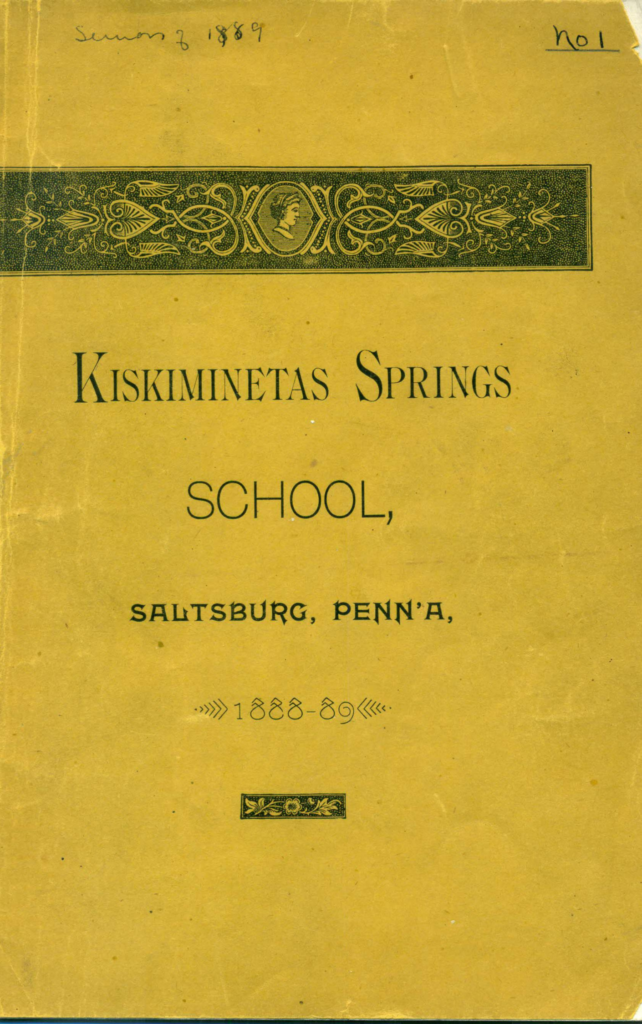 Seniors of 1889
No 1
KISKIMINETAS SPRINGS
SCHOOL,
SALTSBURG, PENN'A,
1888-89